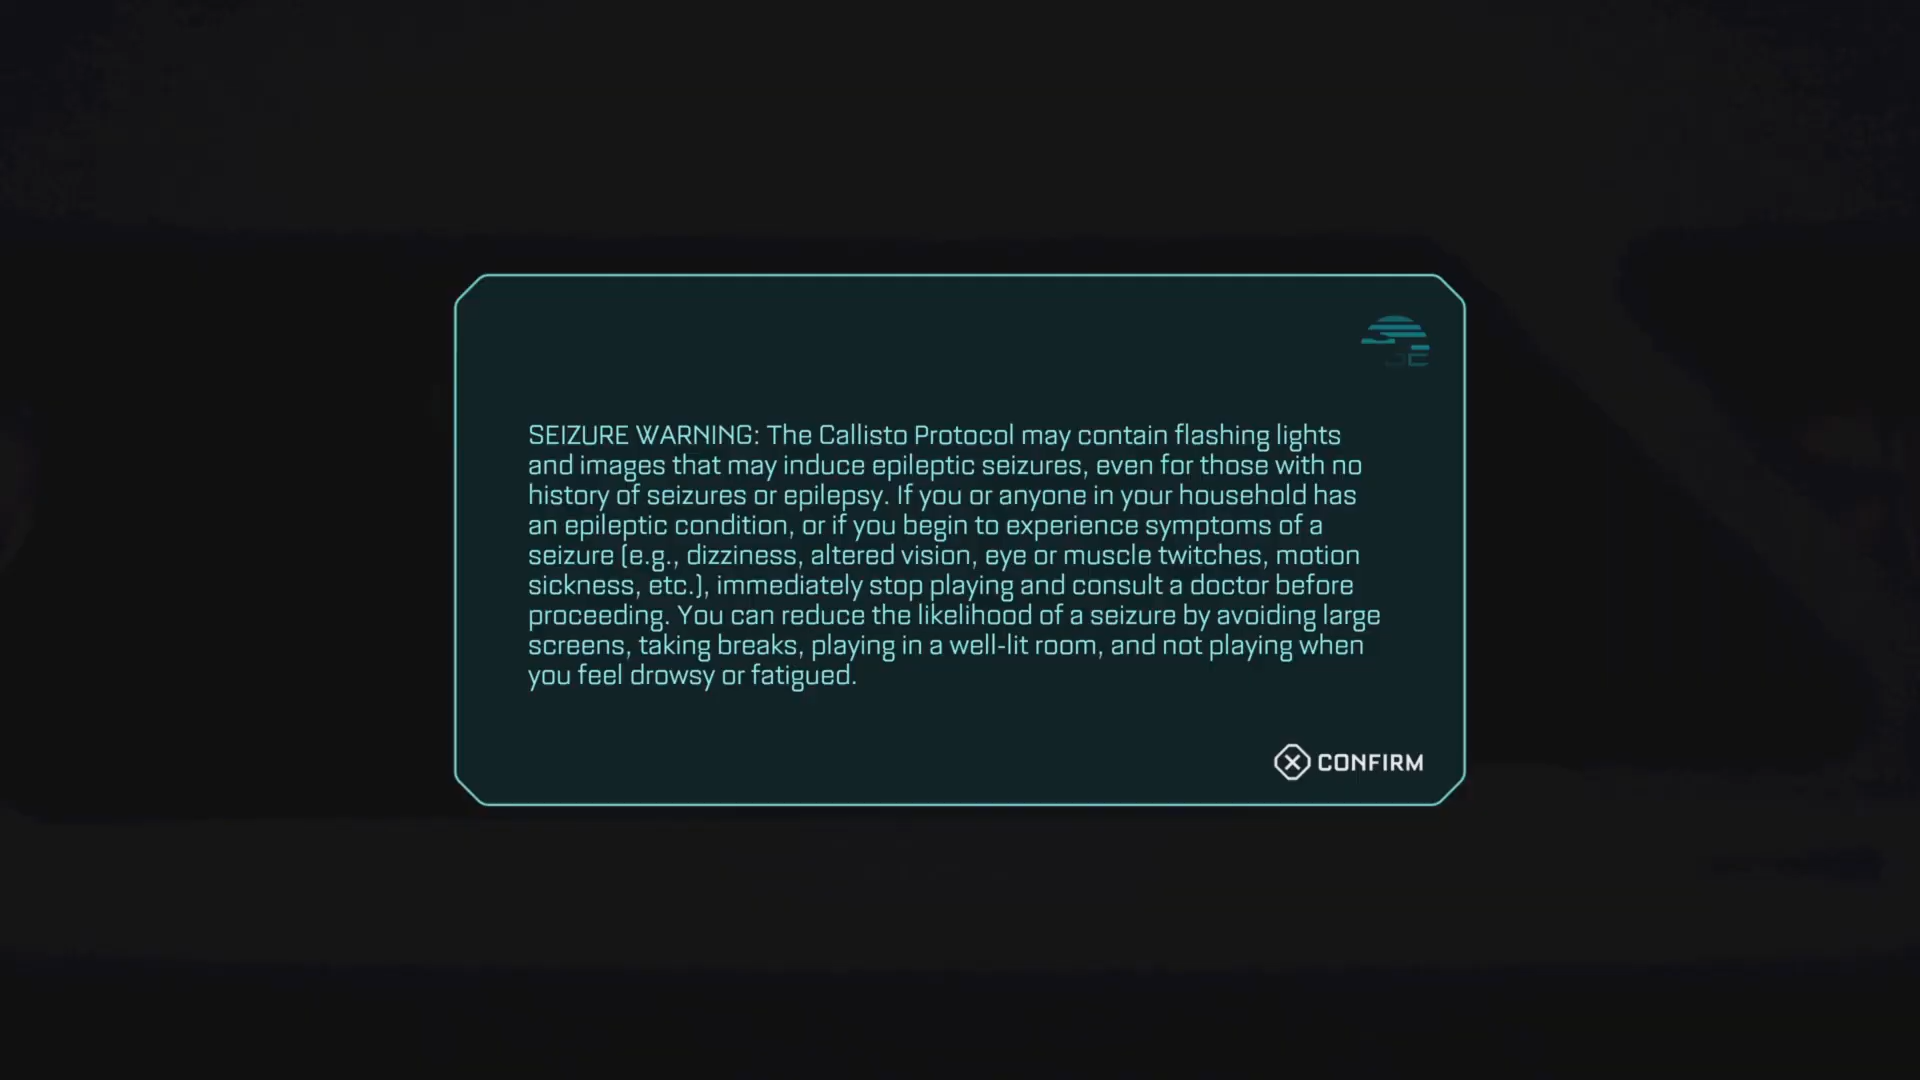 SEIZURE WARNING: The Callisto Protocol may contain flashing lights
and images that may induce epileptic seizures, even for those with no
history of seizures or epilepsy. If you or anyone in your household has
an epileptic condition, or if you begin to experience symptoms of a
seizure (e.g., dizziness, altered vision, eye or muscle twitches, motion
sickness, etc.), immediately stop playing and consult a doctor before
proceeding. You can reduce the likelihood of a seizure by avoiding large
screens, taking breaks, playing in a well-lit room, and not playing when
you feel drowsy or fatigued.
CONFIRM